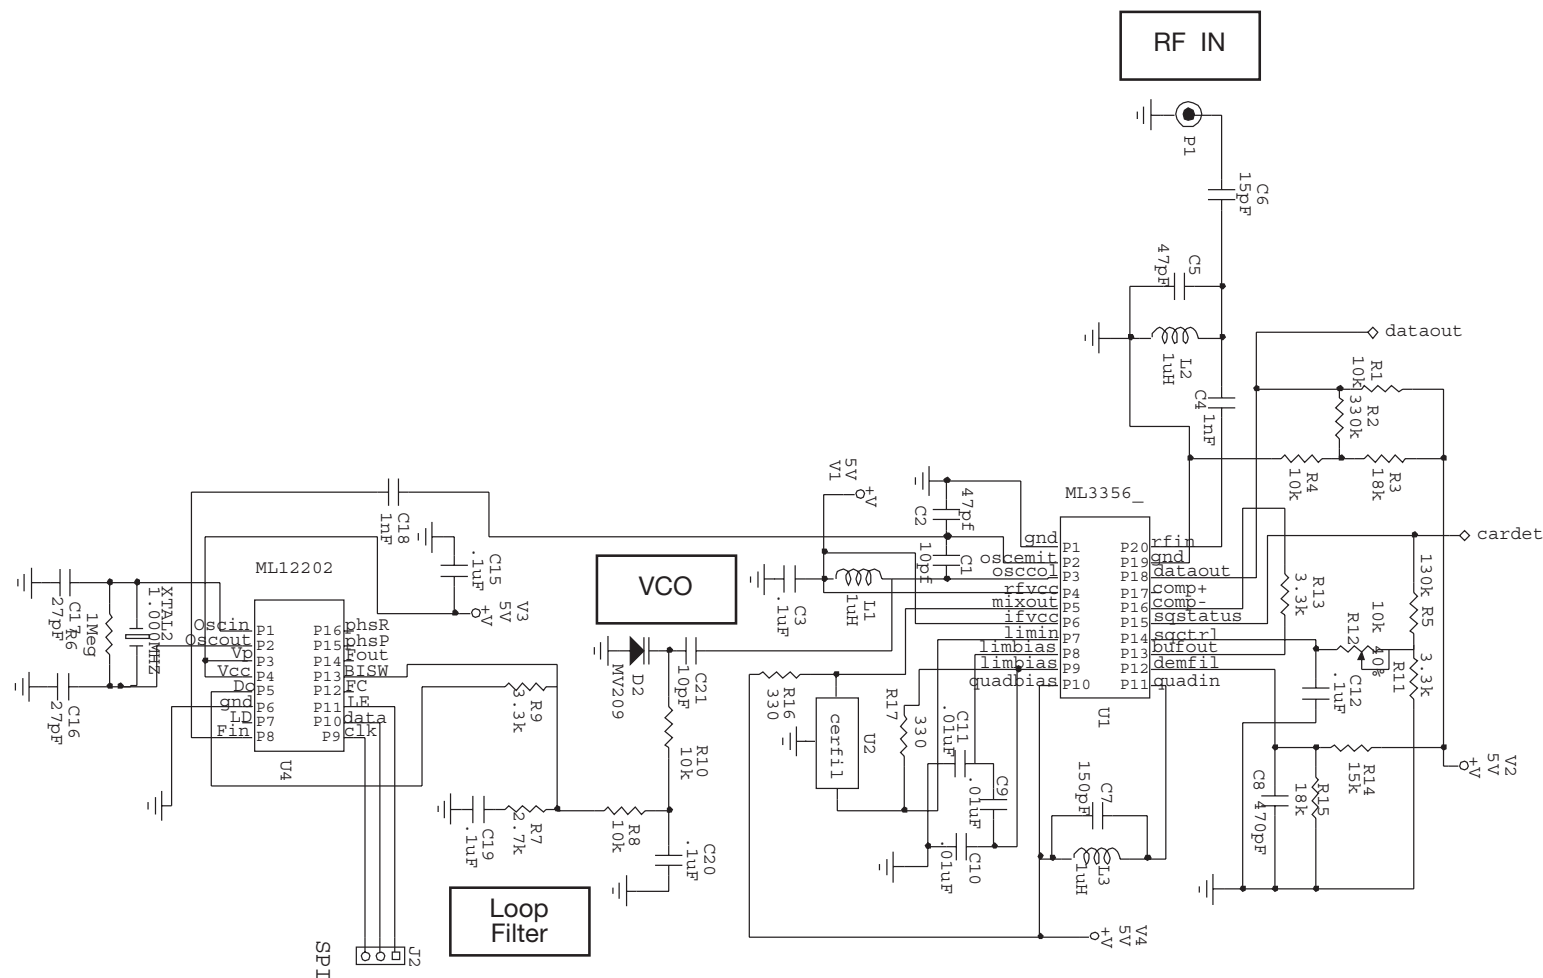 RF IN
P1
C6
15pF
C5
47pF
L2
1uH
C4
1nF
dataout
R1
10k
R2
330k
R4
10k
R3
18k
cardet
ML3356_
gnd P1
oscemit P2
osccol P3
rfvcc P4
mixout P5
ifvcc P6
limin P7
limbias P8
limbias P9
quadbias P10
P20 rfin
P19 gnd
P18 dataout
P17 comp+
P16 comp-
P15 sqstatus
P14 sqctrl
P13 bufout
P12 demfil
P11 quadin
U1
V1
5V
+V
C2
47pf
C1
10pf
L1
1uH
C3
.1uF
R13
3.3k
130k R5
R12
10k
40%
R11
3.3k
C12
.1uF
R14
15k
R15
18k
C8 470pF
V2
5V
+V
C18
1nF
C15
.1uF
V3
5V
+V
VCO
D2
MV209
C21
10pF
R10
10k
R16
330
U2
cerfil
R17
330
C11
.01uF
C9
.01uF
C10
.01uF
C7
150pF
L3
1uH
V4
5V
+V
ML12202
C17
27pF
R6
1Meg
XTAL2
1.000MHZ
C16
27pF
Oscin P1
Oscout P2
Vp P3
Vcc P4
Do P5
gnd P6
LD P7
Fin P8
P16 phsR
P15 phsP
P14 Fout
P13 BISW
P12 FC
P11 LE
P10 data
P9 clk
U4
R9
3.3k
R7
2.7k
C19
.1uF
R8
10k
C20
.1uF
Loop
Filter
J2
SPI